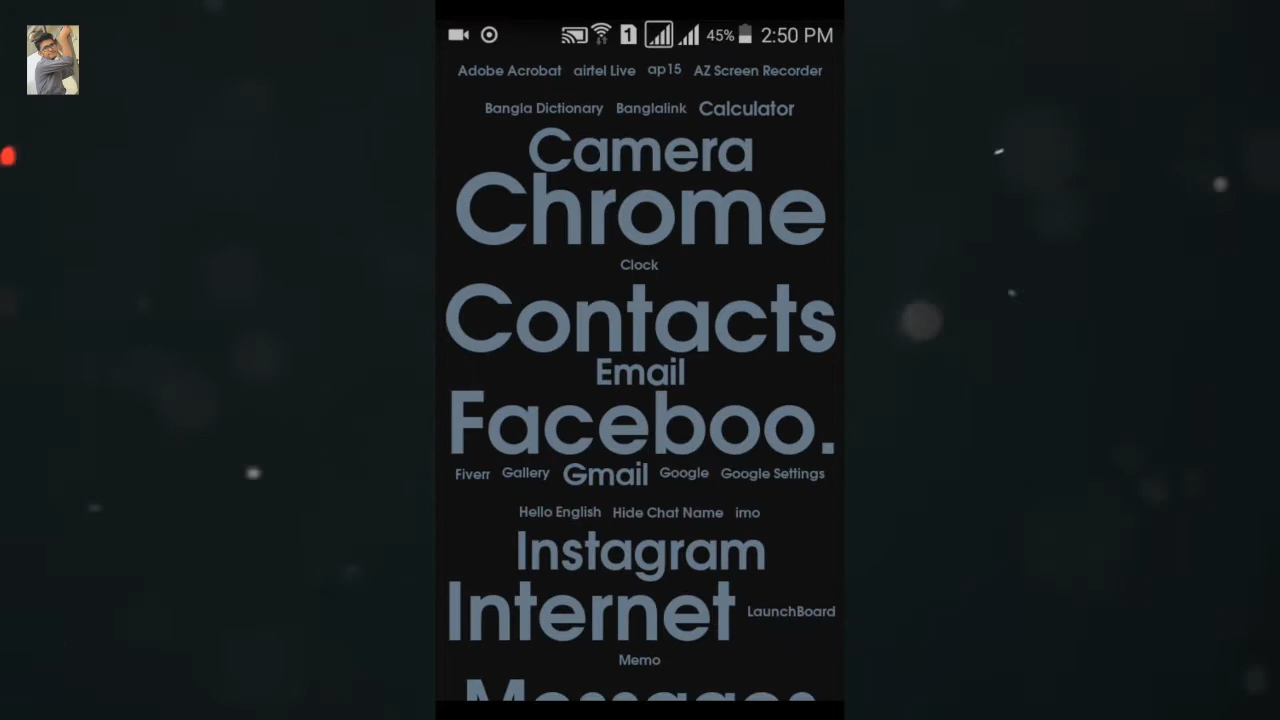 1 45% 2:50 PM
Adobe Acrobat airtel Live ap15 AZ Screen Recorder
Bangla Dictionary Banglalink Calculator
Camera
Chrome
Clock
Contacts
Email
Faceboo.
Fiverr Gallery Gmail Google Google Settings
Hello English Hide Chat Name imo
Instagram
Internet LaunchBoard
Memo
Messages